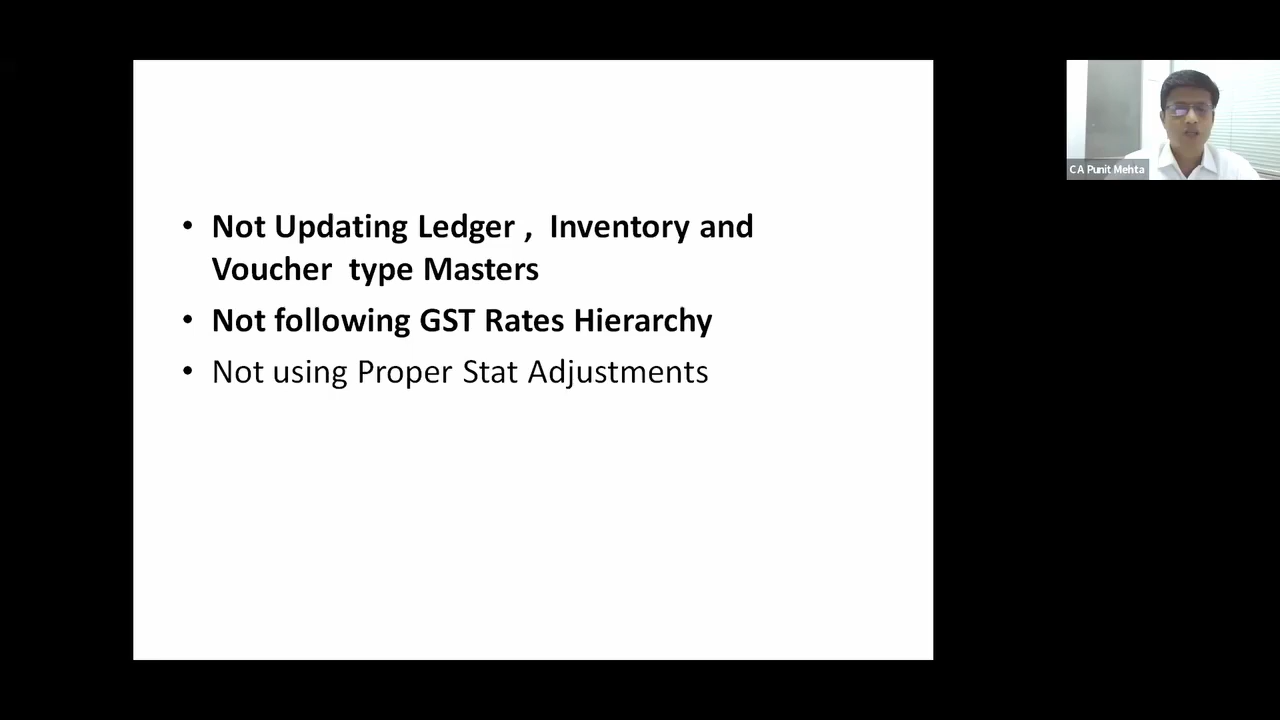 • Not Updating Ledger , Inventory and
Voucher type Masters
• Not following GST Rates Hierarchy
• Not using Proper Stat Adjustments
CA Punit Mehta